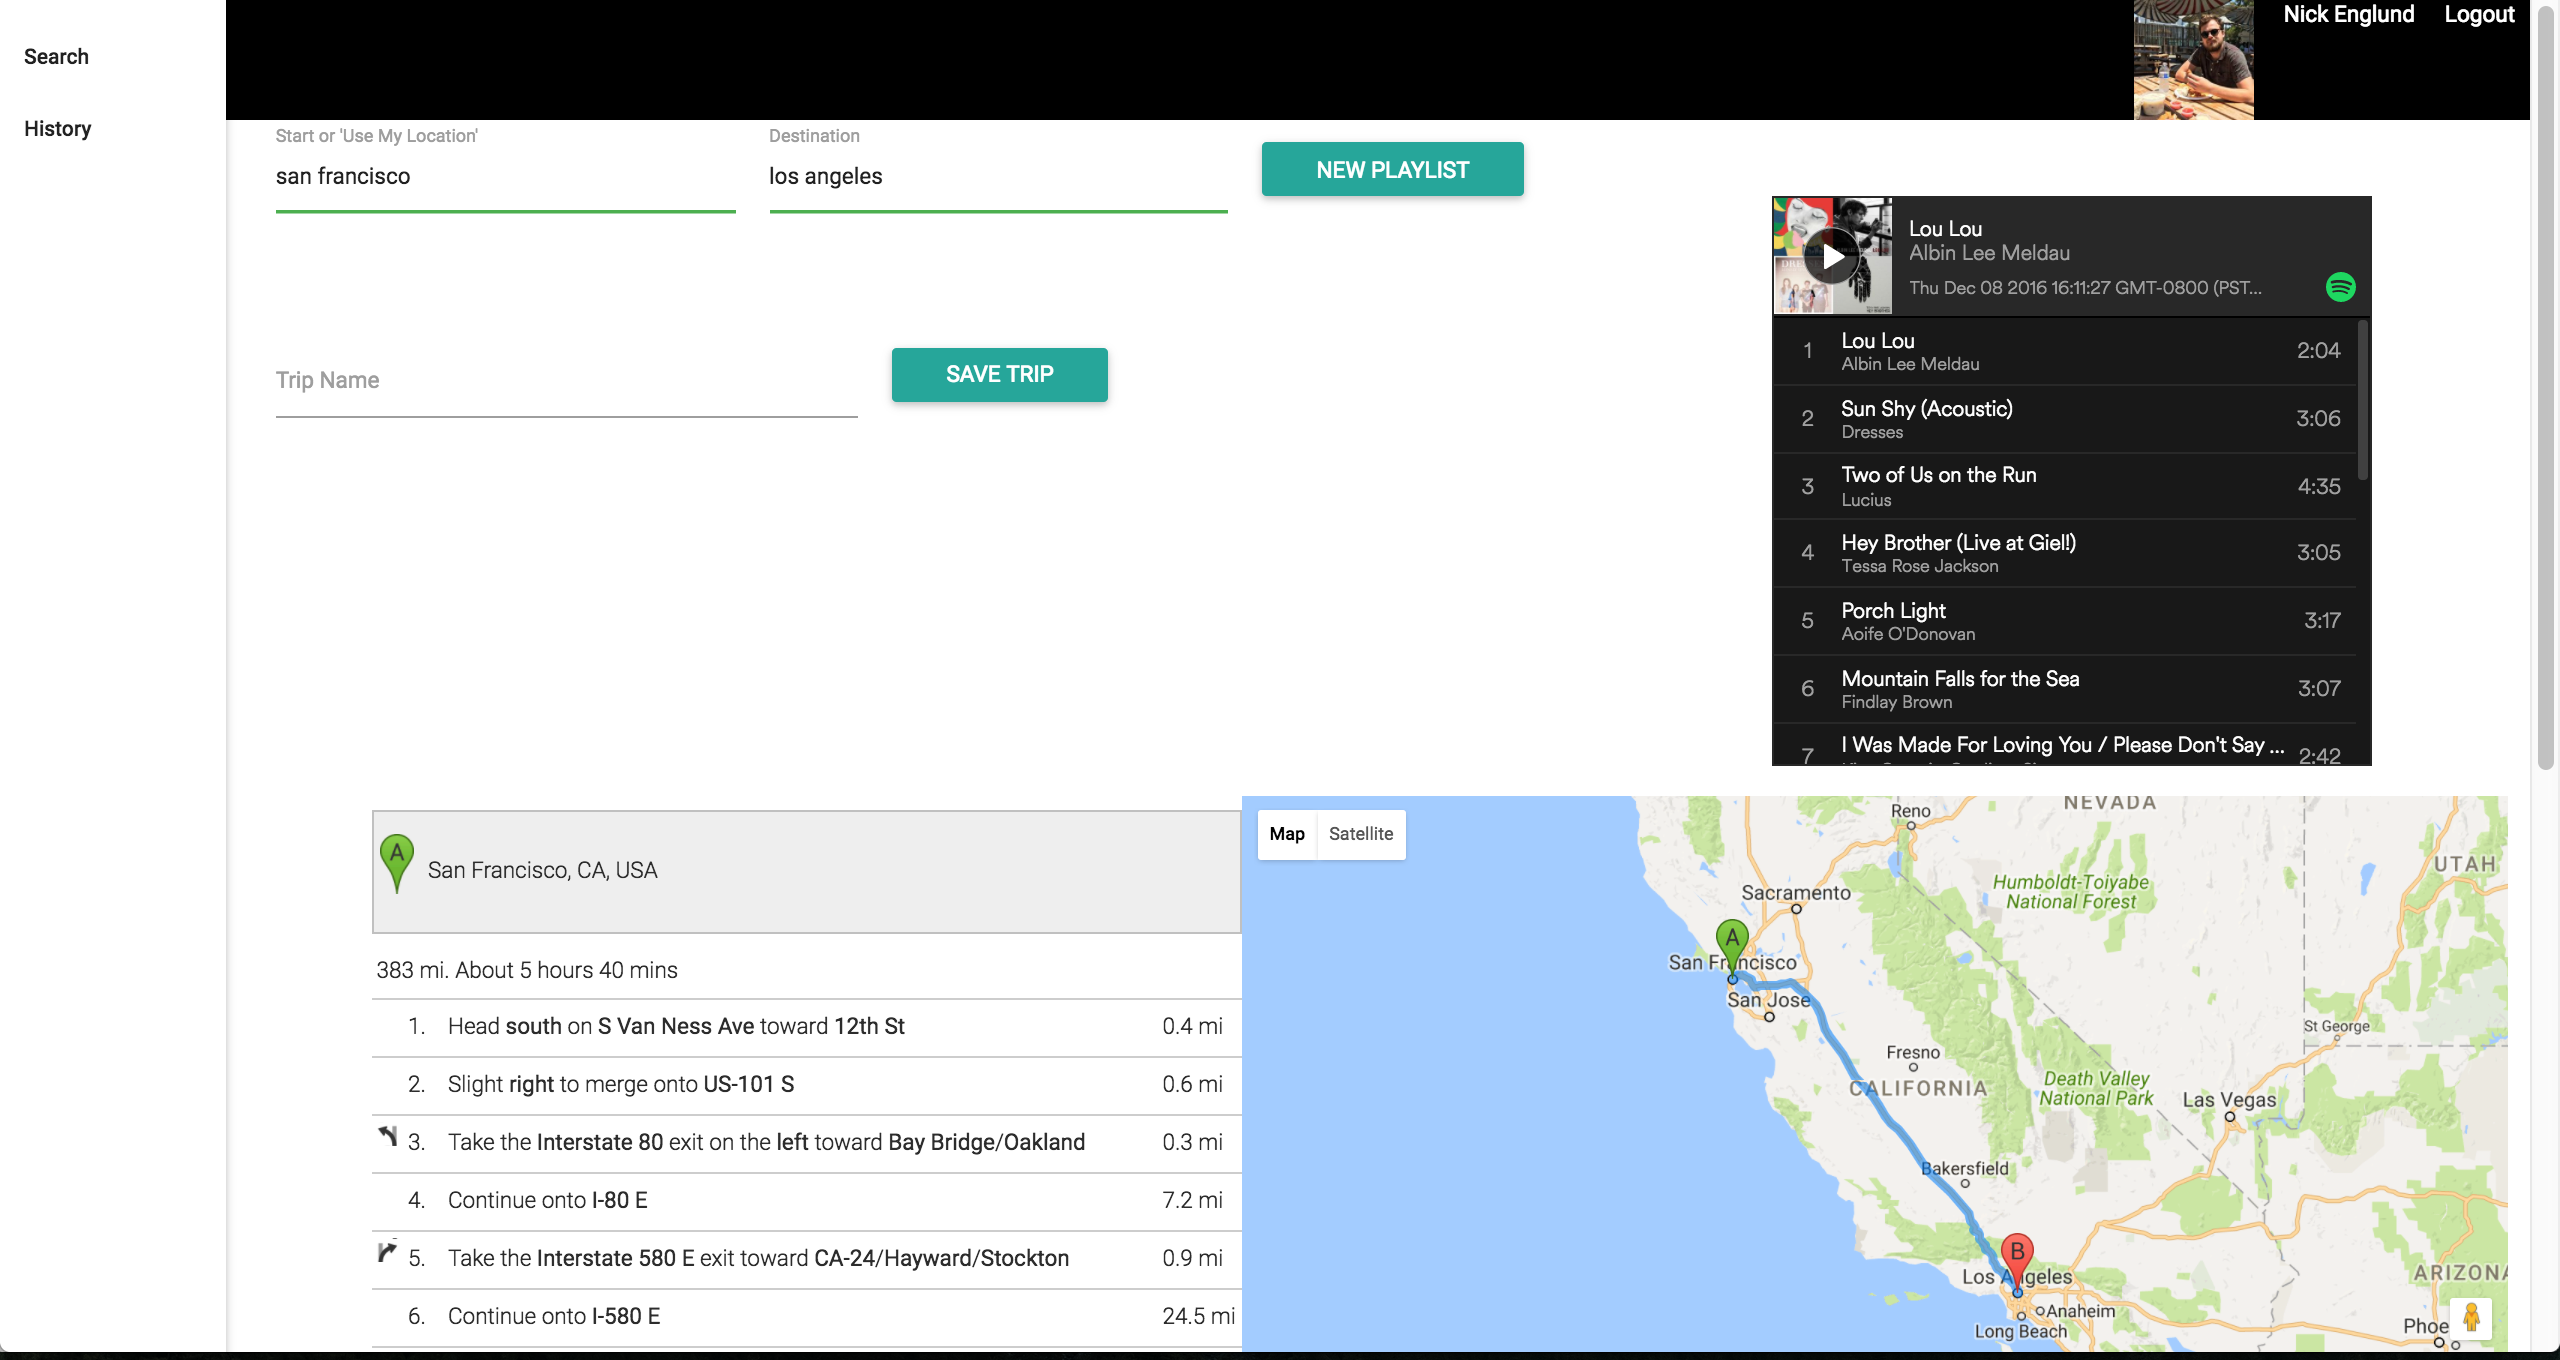 Search
History
Nick Englund Logout
Start or 'Use My Location'
san francisco
Destination
los angeles
NEW PLAYLIST
Trip Name
SAVE TRIP
Lou Lou
Albin Lee Meldau
Thu Dec 08 2016 16:11:27 GMT-0800 (PST...
1 Lou Lou 2:04
Albin Lee Meldau
2 Sun Shy (Acoustic) 3:06
Dresses
3 Two of Us on the Run 4:35
Lucius
4 Hey Brother (Live at Giel!) 3:05
Tessa Rose Jackson
5 Porch Light 3:17
Aoife O'Donovan
6 Mountain Falls for the Sea 3:07
Findlay Brown
7 I Was Made For Loving You / Please Don't Say ... 2:42
A
San Francisco, CA, USA
383 mi. About 5 hours 40 mins
1. Head south on S Van Ness Ave toward 12th St 0.4 mi
2. Slight right to merge onto US-101 S 0.6 mi
3. Take the Interstate 80 exit on the left toward Bay Bridge/Oakland 0.3 mi
4. Continue onto I-80 E 7.2 mi
5. Take the Interstate 580 E exit toward CA-24/Hayward/Stockton 0.9 mi
6. Continue onto I-580 E 24.5 mi
Map Satellite
NEVADA
Reno
UTAH
Humboldt-Toiyabe
National Forest
Sacramento
A
San Francisco
San Jose
St George
Fresno
CALIFORNIA
Death Valley
National Park
Las Vegas
Bakersfield
B
Los Angeles
ARIZONA
Anaheim
Long Beach
Phoe